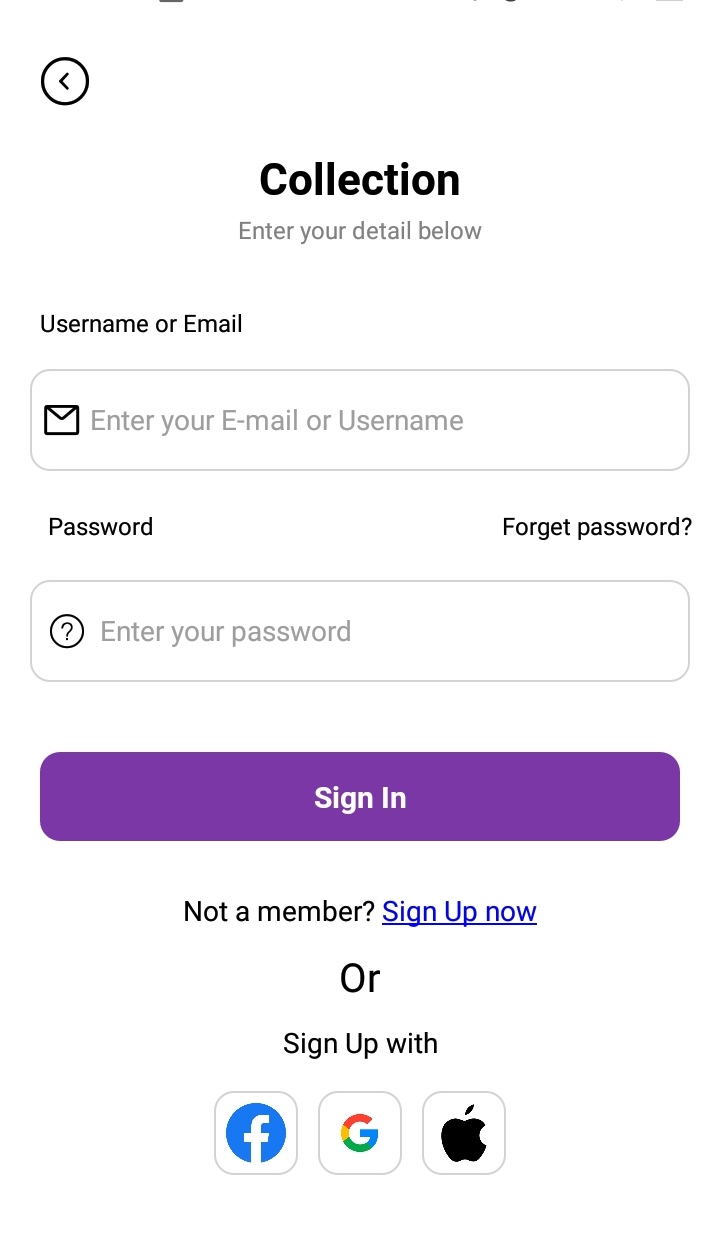 Collection
Enter your detail below
Username or Email
Enter your E-mail or Username
Password Forget password?
Enter your password
Sign In
Not a member? Sign Up now
Or
Sign Up with